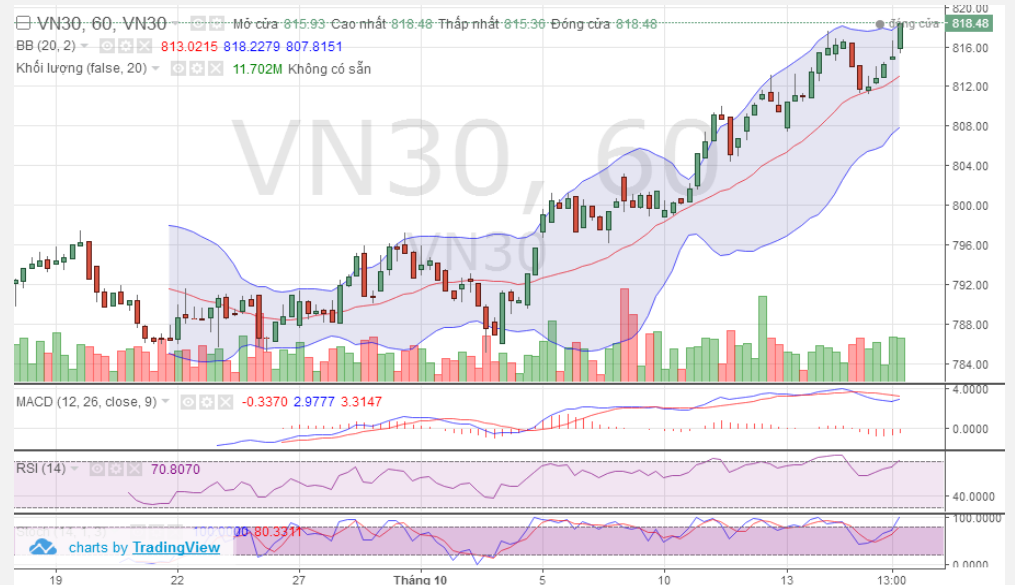 VN30, 60, VN30 Mở cửa 815.93 Cao nhất 818.48 Thấp nhất 815.36 Đóng cửa 818.48
BB (20, 2) 813.0215 818.2279 807.8151
Khối lượng (false, 20) 11.702M Không có sẵn
820.00
Đóng cửa 818.48
816.00
812.00
808.00
804.00
800.00
796.00
792.00
788.00
784.00
VN30, 60
VN30
MACD (12, 26, close, 9) -0.3370 2.9777 3.3147
4.0000
0.0000
RSI (14) 70.8070
40.0000
100.0000 80.3311
100.0000
0.0000
charts by TradingView
19 22 27 Tháng 10 5 10 13 13:00